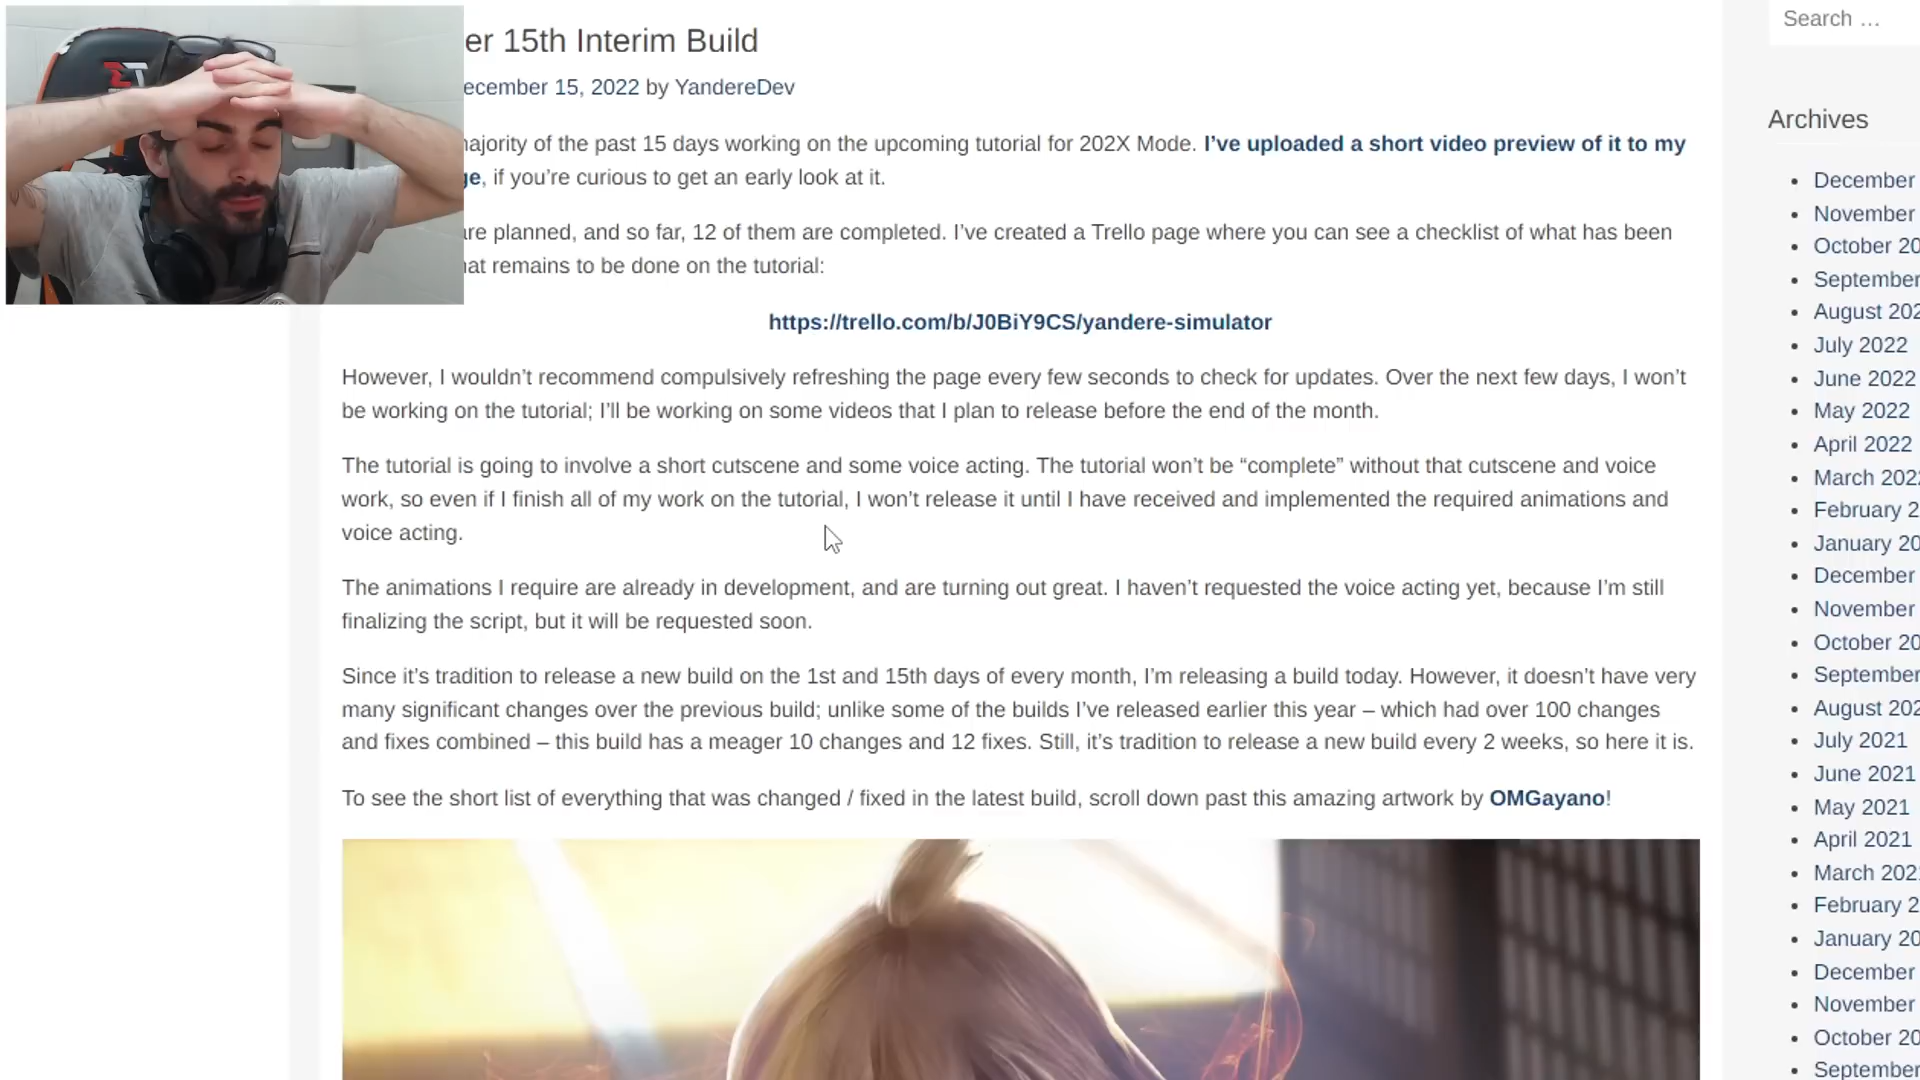 er 15th Interim Build
ecember 15, 2022 by YandereDev
ajority of the past 15 days working on the upcoming tutorial for 202X Mode. I've uploaded a short video preview of it to my
ge, if you're curious to get an early look at it.
are planned, and so far, 12 of them are completed. I've created a Trello page where you can see a checklist of what has been
hat remains to be done on the tutorial:
https://trello.com/b/J0BiY9CS/yandere-simulator
However, I wouldn't recommend compulsively refreshing the page every few seconds to check for updates. Over the next few days, I won't
be working on the tutorial; I'll be working on some videos that I plan to release before the end of the month.
The tutorial is going to involve a short cutscene and some voice acting. The tutorial won't be “complete” without that cutscene and voice
work, so even if I finish all of my work on the tutorial, I won't release it until I have received and implemented the required animations and
voice acting.
The animations I require are already in development, and are turning out great. I haven't requested the voice acting yet, because I'm still
finalizing the script, but it will be requested soon.
Since it's tradition to release a new build on the 1st and 15th days of every month, I'm releasing a build today. However, it doesn't have very
many significant changes over the previous build; unlike some of the builds I've released earlier this year – which had over 100 changes
and fixes combined – this build has a meager 10 changes and 12 fixes. Still, it's tradition to release a new build every 2 weeks, so here it is.
To see the short list of everything that was changed / fixed in the latest build, scroll down past this amazing artwork by OMGayano!
Search …
Archives
December
November
October 20
September
August 202
July 2022
June 2022
May 2022
April 2022
March 2022
February 2
January 20
December
November
October 20
September
August 202
July 2021
June 2021
May 2021
April 2021
March 202
February 2
January 20
December
November
October 20
September